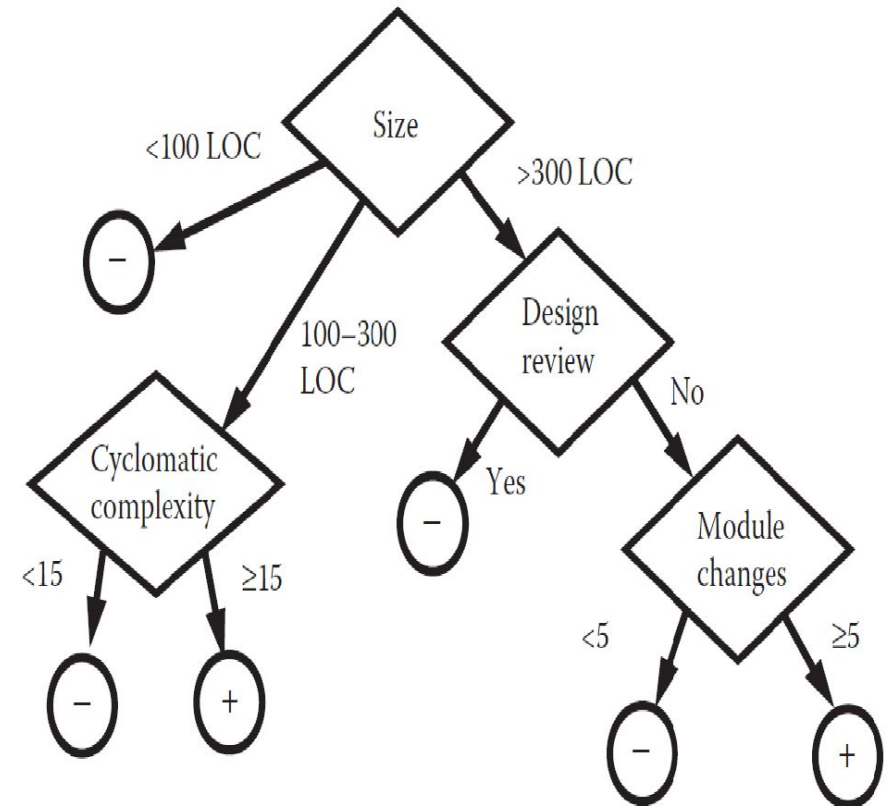 Size
<100 LOC
>300 LOC
−
100–300
LOC
Design
review
No
Cyclomatic
complexity
Yes
−
Module
changes
<15
≥15
<5
≥5
−
+
−
+